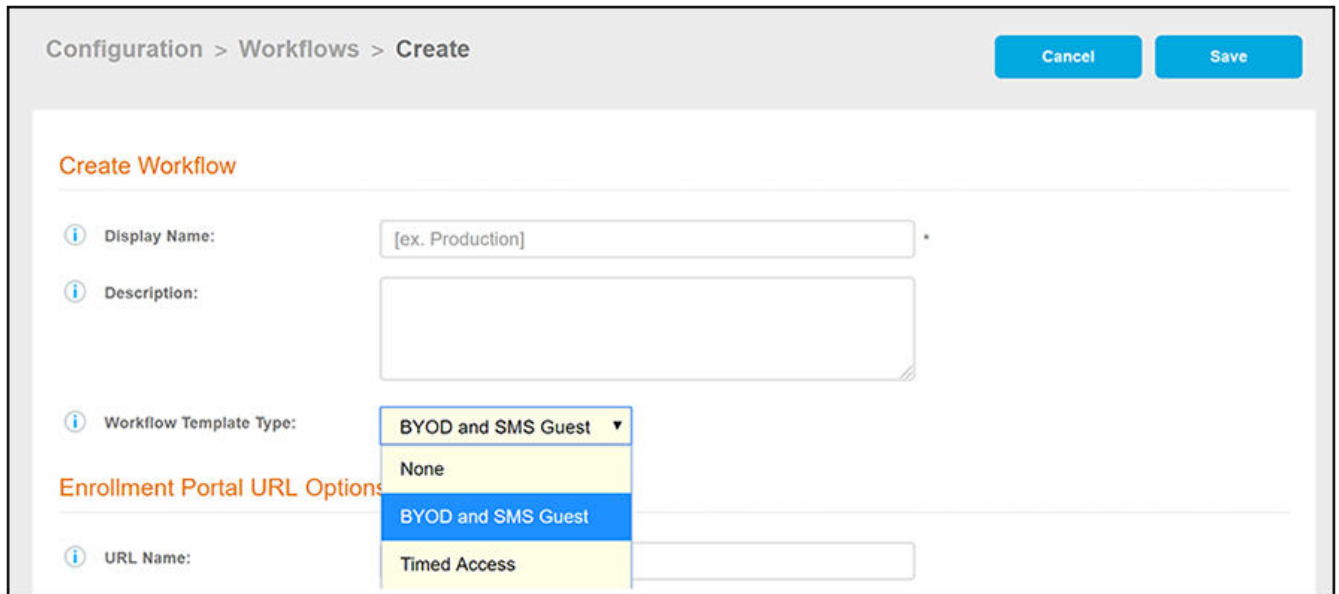 Configuration > Workflows > Create
Cancel
Save
Create Workflow
Display Name:
[ex. Production]
*
Description:
Workflow Template Type:
BYOD and SMS Guest
None
Enrollment Portal URL Options
BYOD and SMS Guest
URL Name:
Timed Access